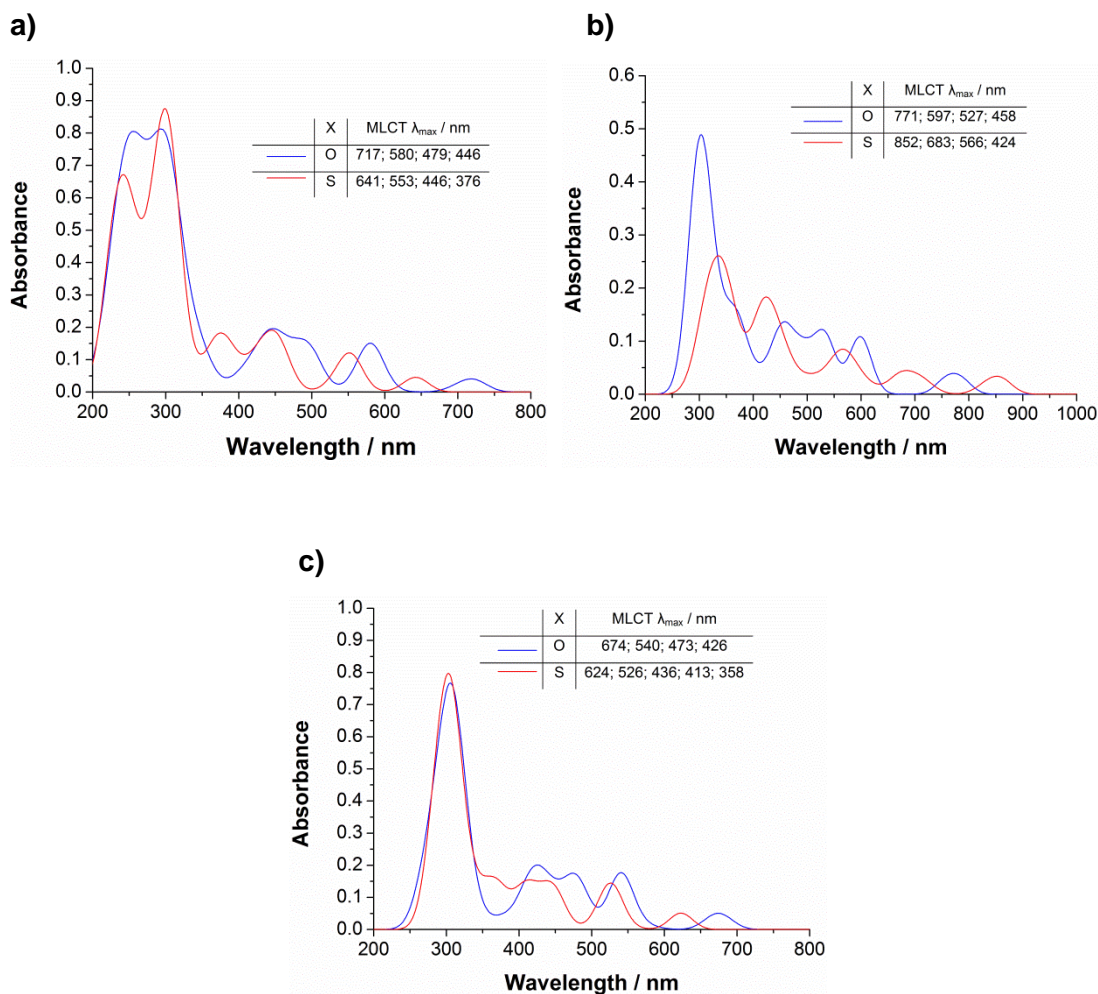 a)
Absorbance
1.0
0.9
0.8
0.7
0.6
0.5
0.4
0.3
0.2
0.1
0.0
X MLCT λmax / nm
O 717; 580; 479; 446
S 641; 553; 446; 376
200 300 400 500 600 700 800
Wavelength / nm
b)
Absorbance
0.6
0.5
0.4
0.3
0.2
0.1
0.0
X MLCT λmax / nm
O 771; 597; 527; 458
S 852; 683; 566; 424
200 300 400 500 600 700 800 900 1000
Wavelength / nm
c)
Absorbance
1.0
0.9
0.8
0.7
0.6
0.5
0.4
0.3
0.2
0.1
0.0
X MLCT λmax / nm
O 674; 540; 473; 426
S 624; 526; 436; 413; 358
200 300 400 500 600 700 800
Wavelength / nm